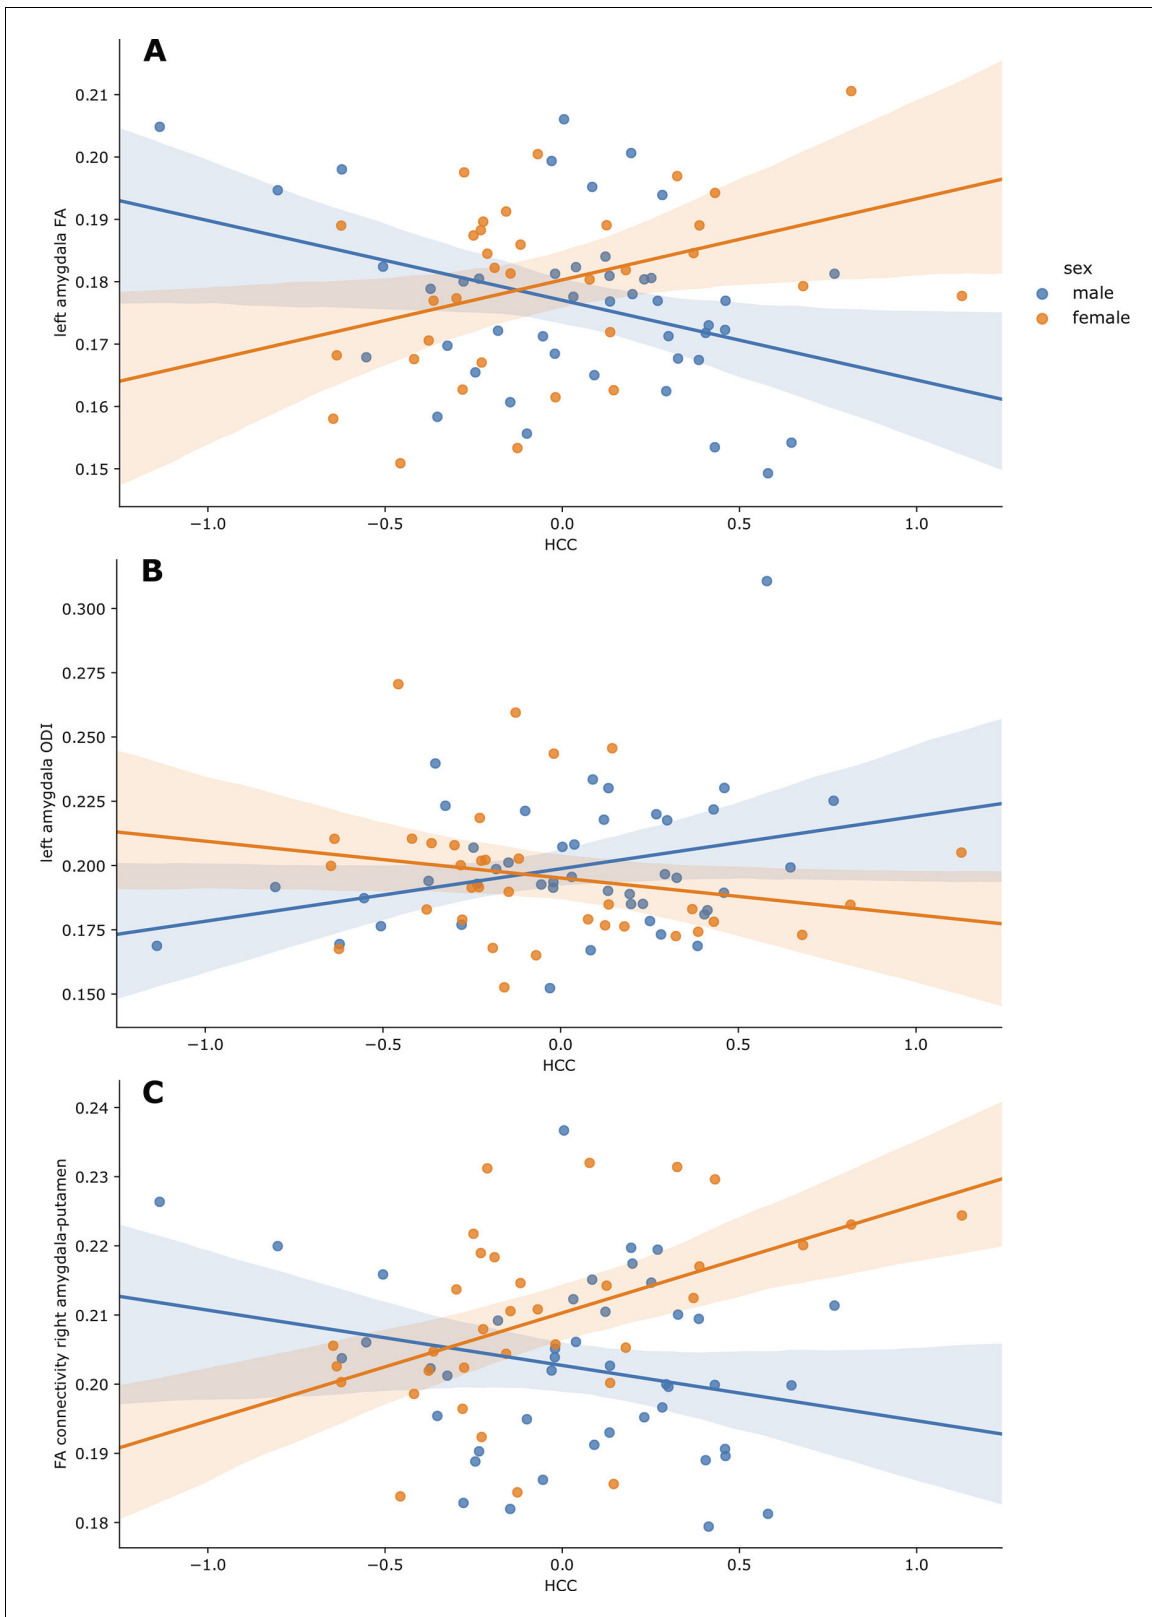 A
0.21
0.20
0.19
0.18
0.17
0.16
0.15
left amygdala FA
−1.0 −0.5 0.0 0.5 1.0
HCC
sex
male
female
B
0.300
0.275
0.250
0.225
0.200
0.175
0.150
left amygdala ODI
−1.0 −0.5 0.0 0.5 1.0
HCC
C
0.24
0.23
0.22
0.21
0.20
0.19
0.18
FA connectivity right amygdala-putamen
−1.0 −0.5 0.0 0.5 1.0
HCC